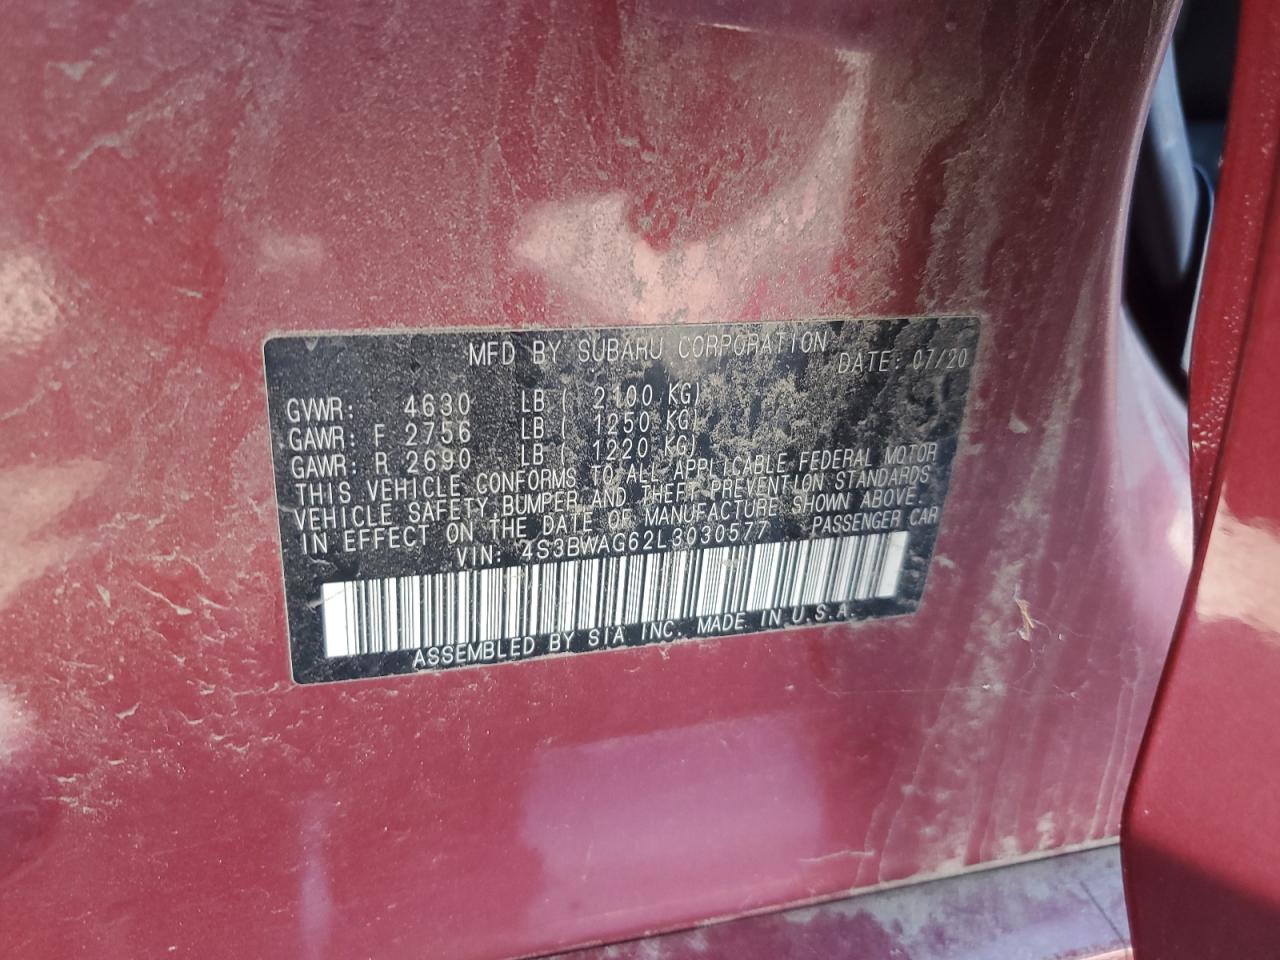 MFD BY SUBARU CORPORATION DATE: 07/20
GVWR: 4630 LB ( 2100 KG)
GAWR: F 2756 LB ( 1250 KG)
GAWR: R 2690 LB ( 1220 KG)
THIS VEHICLE CONFORMS TO ALL APPLICABLE FEDERAL MOTOR
VEHICLE SAFETY, BUMPER AND THEFT PREVENTION STANDARDS
IN EFFECT ON THE DATE OF MANUFACTURE SHOWN ABOVE.
VIN: 4S3BWAG62L3030577 PASSENGER CAR
ASSEMBLED BY SIA INC. MADE IN U.S.A.